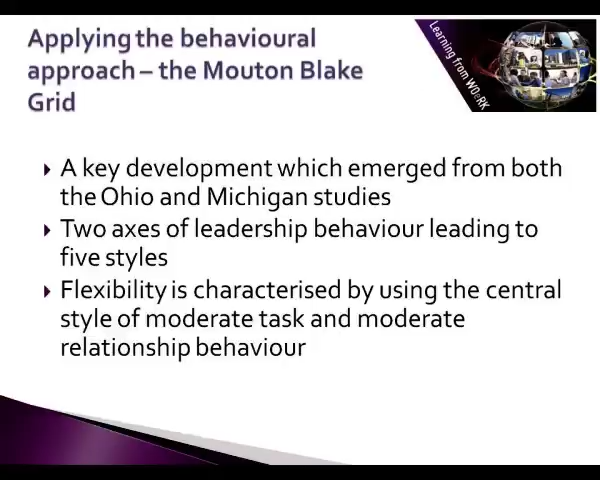 Applying the behavioural
approach – the Mouton Blake
Grid
Learning from WOeRK
A key development which emerged from both
the Ohio and Michigan studies
Two axes of leadership behaviour leading to
five styles
Flexibility is characterised by using the central
style of moderate task and moderate
relationship behaviour